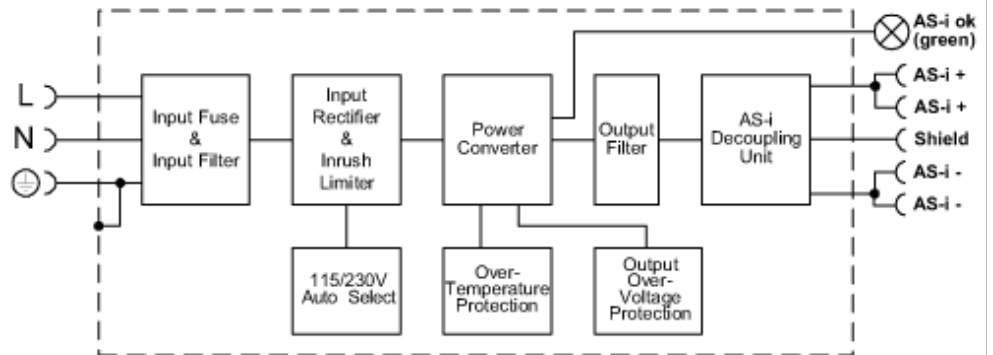 AS-i ok
(green)
L
N
Input Fuse
&
Input Filter
Input
Rectifier
&
Inrush
Limiter
Power
Converter
Output
Filter
AS-i
Decoupling
Unit
AS-i +
AS-i +
Shield
AS-i -
AS-i -
115/230V
Auto Select
Over-
Temperature
Protection
Output
Over-
Voltage
Protection